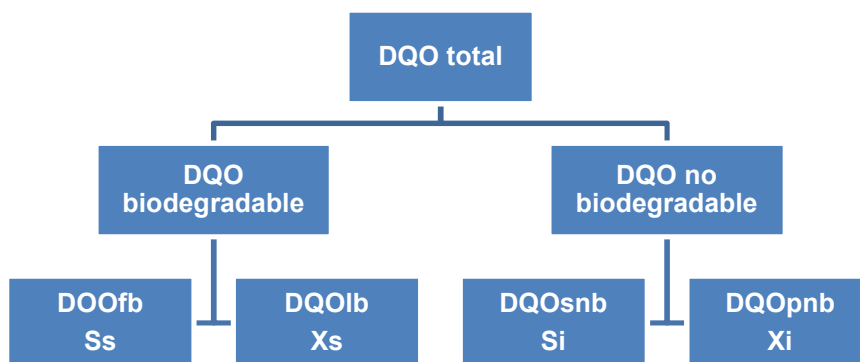 DQO total
DQO
biodegradable
DQO no
biodegradable
DOOfb
Ss
DQOlb
Xs
DQOsnb
Si
DQOpnb
Xi